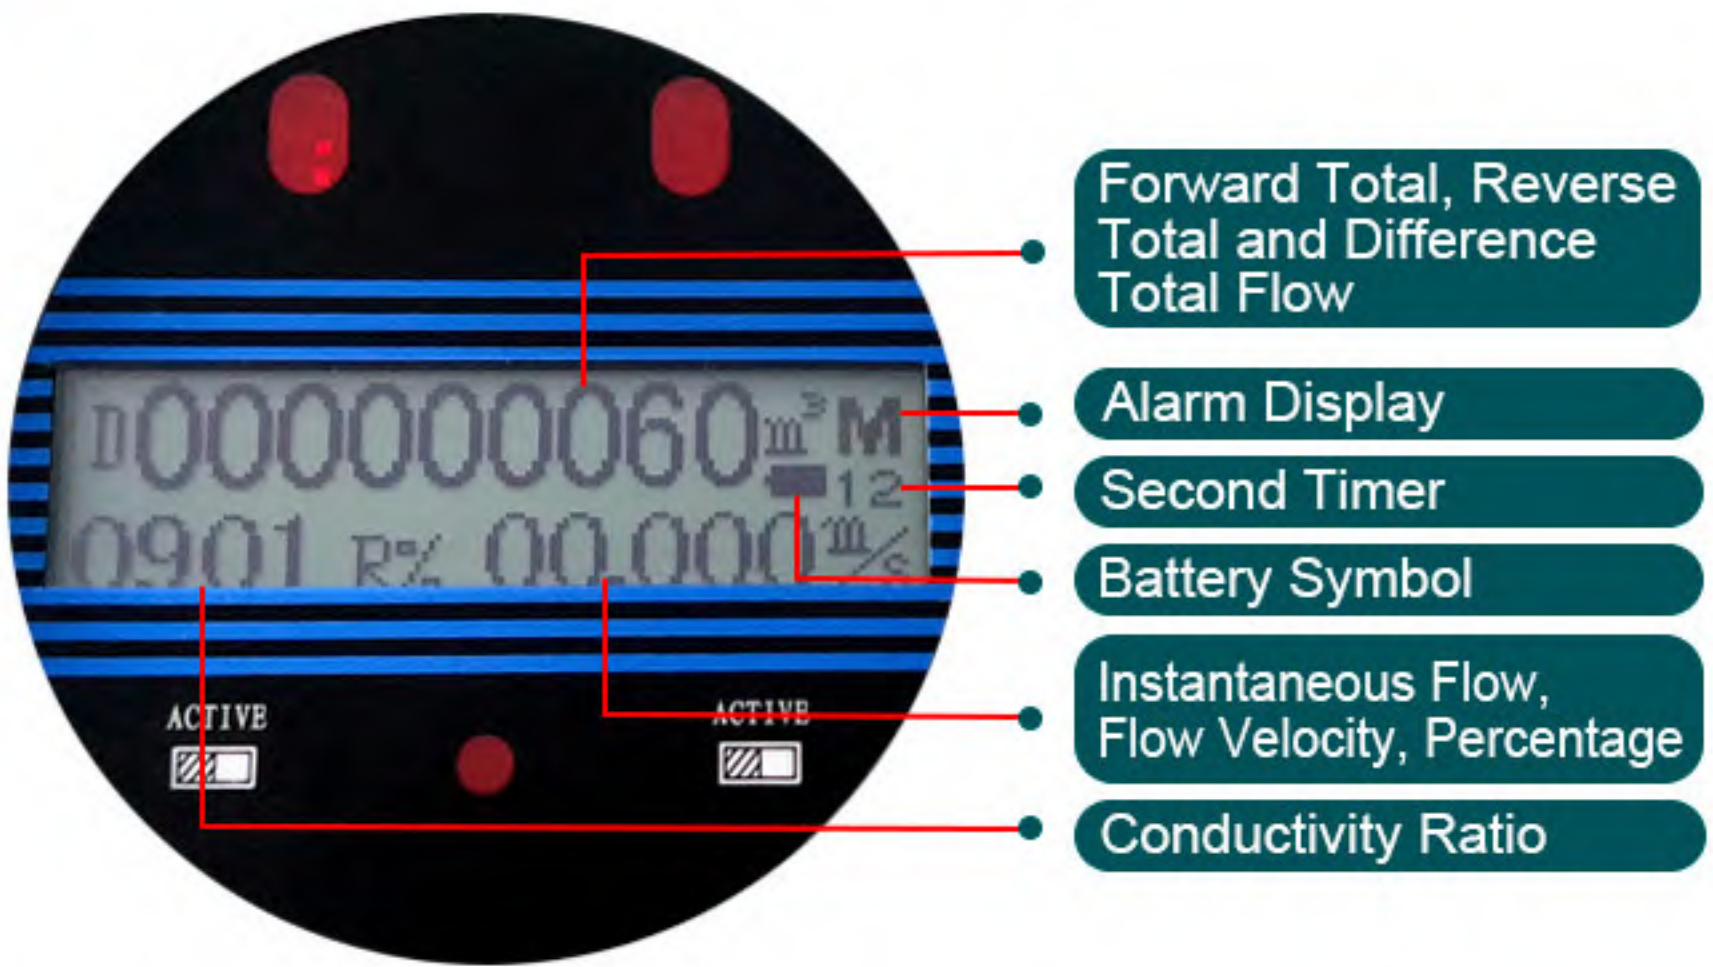 D000000060m³ M
12
0901 R% 00.000m/s
ACTIVE
ACTIVE
Forward Total, Reverse
Total and Difference
Total Flow
Alarm Display
Second Timer
Battery Symbol
Instantaneous Flow,
Flow Velocity, Percentage
Conductivity Ratio